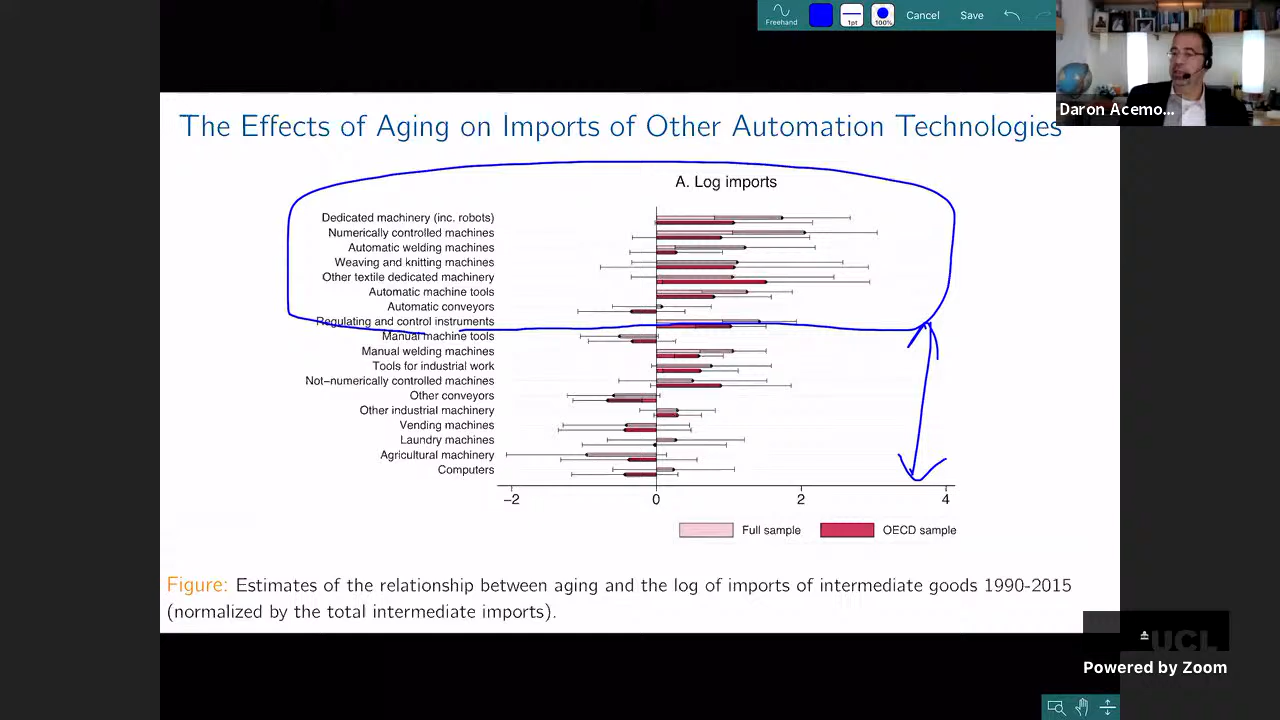 Freehand
1pt
100%
Cancel
Save
Daron Acemo...
The Effects of Aging on Imports of Other Automation Technologies
A. Log imports
Dedicated machinery (inc. robots)
Numerically controlled machines
Automatic welding machines
Weaving and knitting machines
Other textile dedicated machinery
Automatic machine tools
Automatic conveyors
Regulating and control instruments
Manual machine tools
Manual welding machines
Tools for industrial work
Not−numerically controlled machines
Other conveyors
Other industrial machinery
Vending machines
Laundry machines
Agricultural machinery
Computers
−2 0 2 4
Full sample OECD sample
Figure: Estimates of the relationship between aging and the log of imports of intermediate goods 1990-2015
(normalized by the total intermediate imports).
UCL
Powered by Zoom